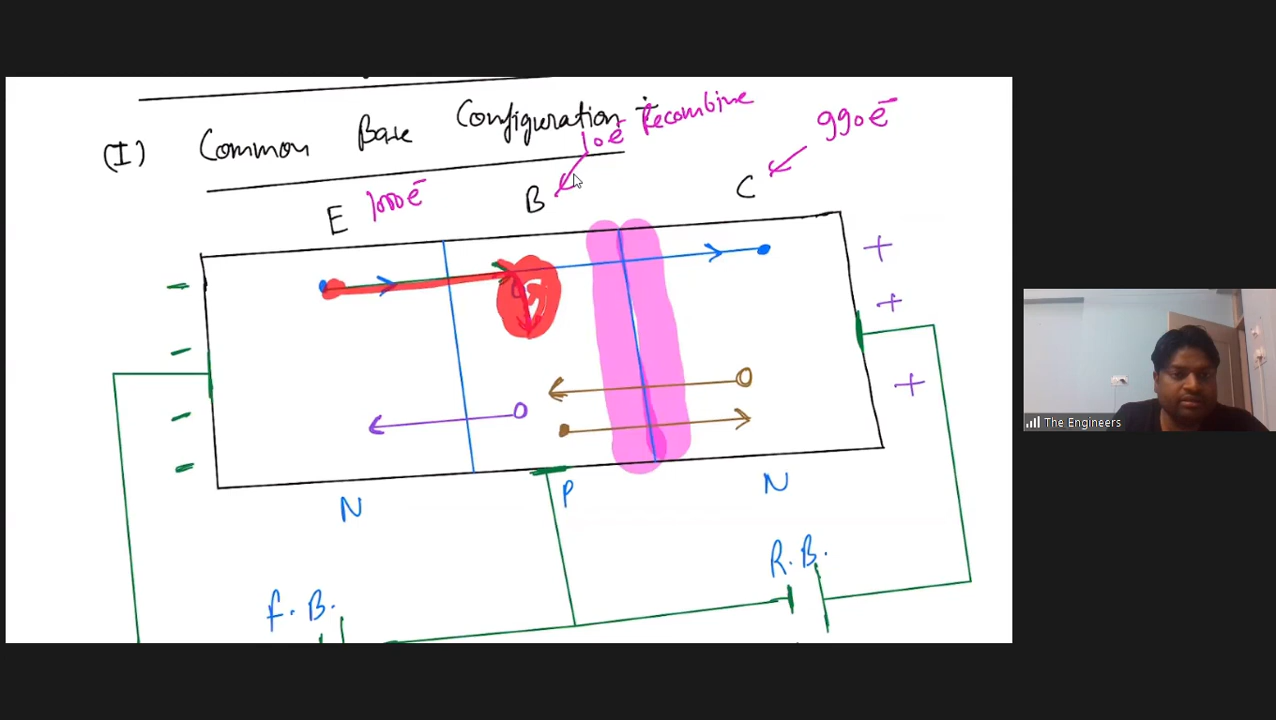 (I) Common Base Configuration :-
10e⁻ Recombine
990e⁻
E 1000e⁻ B C
- +
- +
- +
-
N P N
F.B. R.B.
The Engineers